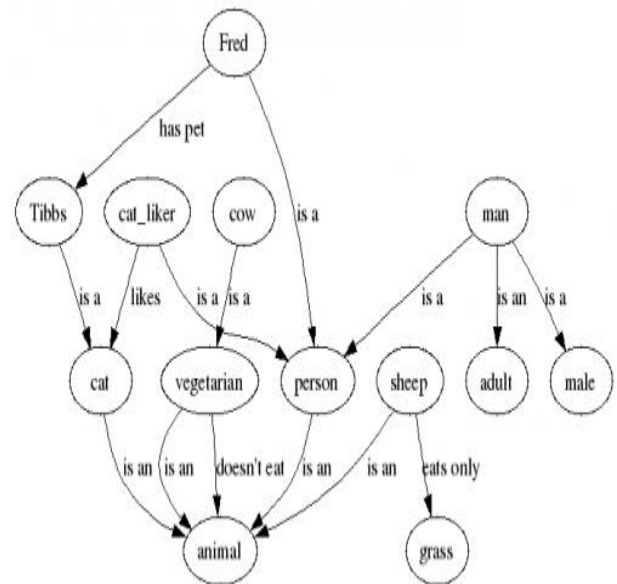 Fred
has pet
Tibbs cat_liker cow is a man
is a likes is a is a is a is an is a
cat vegetarian person sheep adult male
is an is an doesn't eat is an is an eats only
animal grass